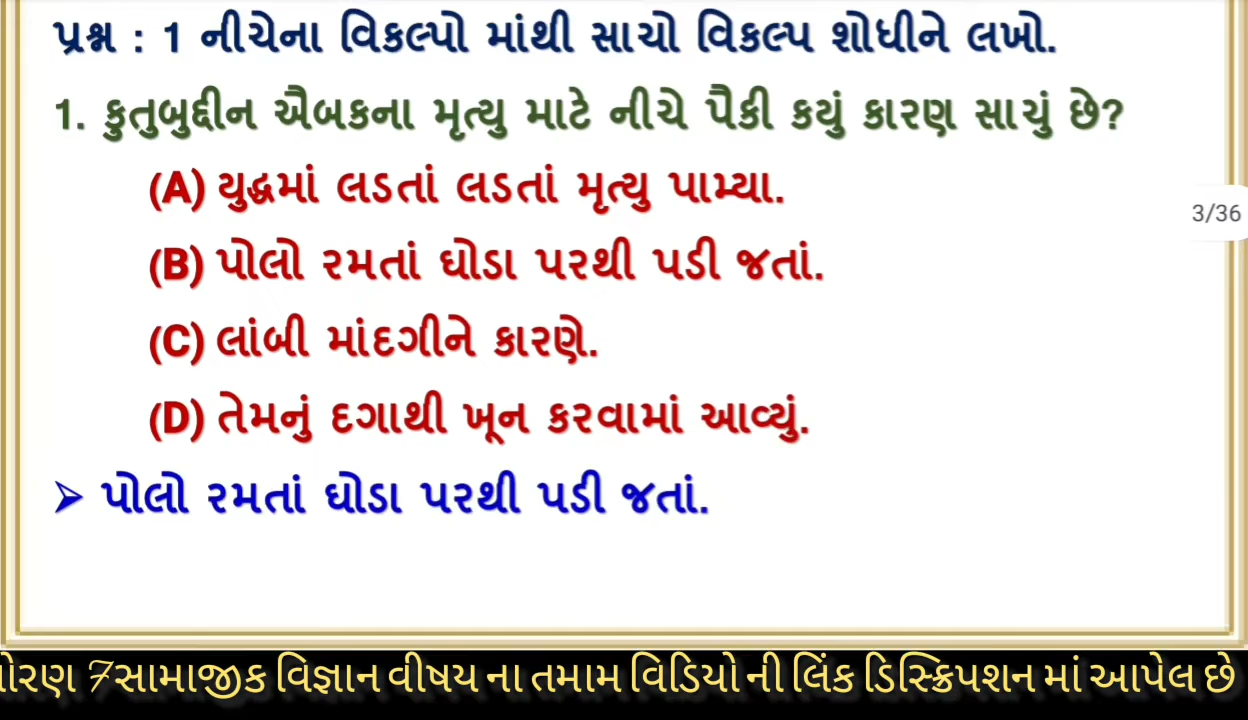 પ્રશ્ન : 1 નીચેના વિકલ્પો માંથી સાચો વિકલ્પ શોધીને લખો.
1. કુતુબુદ્દીન ઐબકના મૃત્યુ માટે નીચે પૈકી કયું કારણ સાચું છે?
(A) યુદ્ધમાં લડતાં લડતાં મૃત્યુ પામ્યા.
3/36
(B) પોલો રમતાં ઘોડા પરથી પડી જતાં.
(C) લાંબી માંદગીને કારણે.
(D) તેમનું દગાથી ખૂન કરવામાં આવ્યું.
➢ પોલો રમતાં ઘોડા પરથી પડી જતાં.
ોરણ 7સામાજીક વિજ્ઞાન વીષય ના તમામ વિડિયો ની લિંક ડિસ્ક્રિપશન માં આપેલ છે